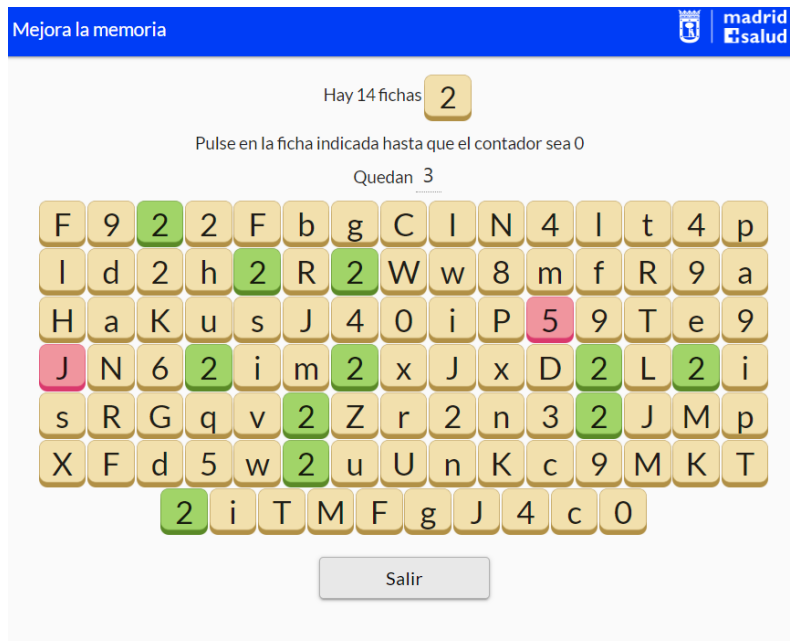 Mejora la memoria
madrid
salud
Hay 14 fichas 2
Pulse en la ficha indicada hasta que el contador sea 0
Quedan 3
F 9 2 2 F b g C I N 4 l t 4 p
l d 2 h 2 R 2 W w 8 m f R 9 a
H a K u s J 4 0 i P 5 9 T e 9
J N 6 2 i m 2 x J x D 2 L 2 i
s R G q v 2 Z r 2 n 3 2 J M p
X F d 5 w 2 u U n K c 9 M K T
2 i T M F g J 4 c 0
Salir